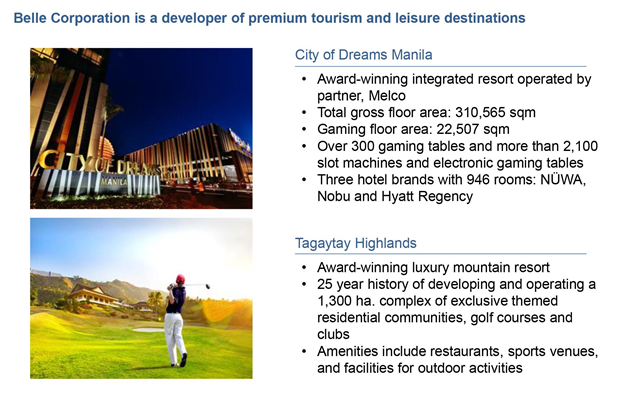 Belle Corporation is a developer of premium tourism and leisure destinations
City of Dreams Manila
• Award-winning integrated resort operated by
partner, Melco
• Total gross floor area: 310,565 sqm
• Gaming floor area: 22,507 sqm
• Over 300 gaming tables and more than 2,100
slot machines and electronic gaming tables
• Three hotel brands with 946 rooms: NÜWA,
Nobu and Hyatt Regency
CITY OF DREAMS
MANILA
Tagaytay Highlands
• Award-winning luxury mountain resort
• 25 year history of developing and operating a
1,300 ha. complex of exclusive themed
residential communities, golf courses and
clubs
• Amenities include restaurants, sports venues,
and facilities for outdoor activities